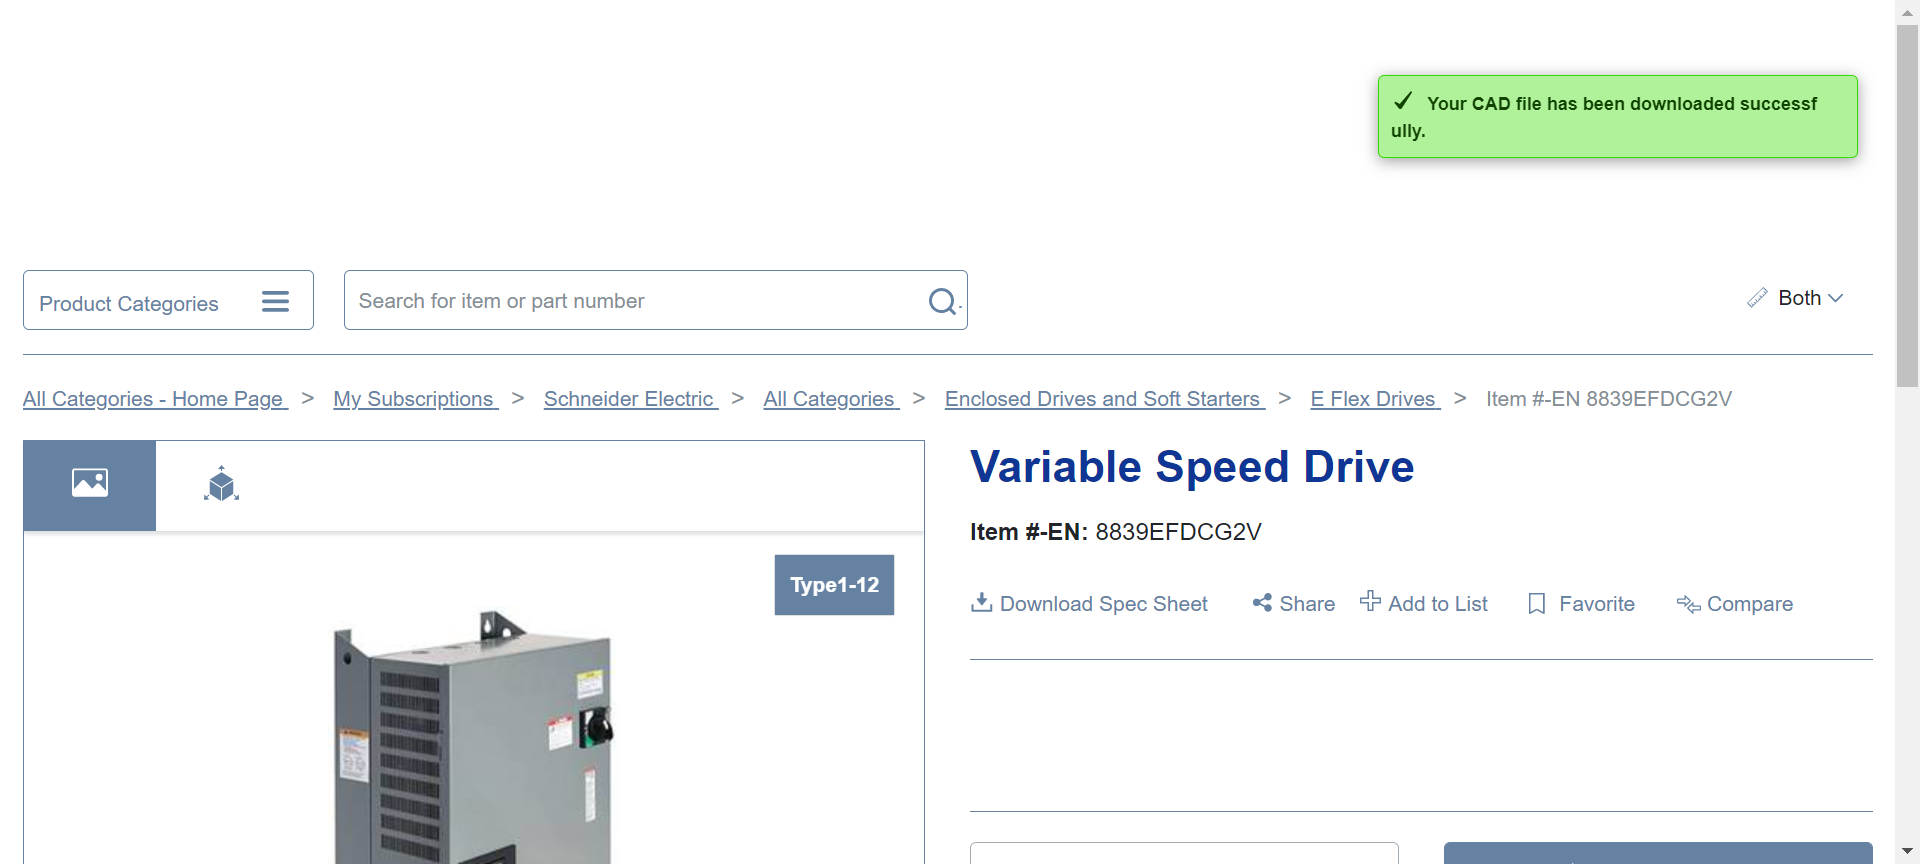 ✓ Your CAD file has been downloaded successf
ully.
Product Categories
Search for item or part number
Both
All Categories - Home Page > My Subscriptions > Schneider Electric > All Categories > Enclosed Drives and Soft Starters > E Flex Drives > Item #-EN 8839EFDCG2V
Type1-12
Variable Speed Drive
Item #-EN: 8839EFDCG2V
Download Spec Sheet Share Add to List Favorite Compare